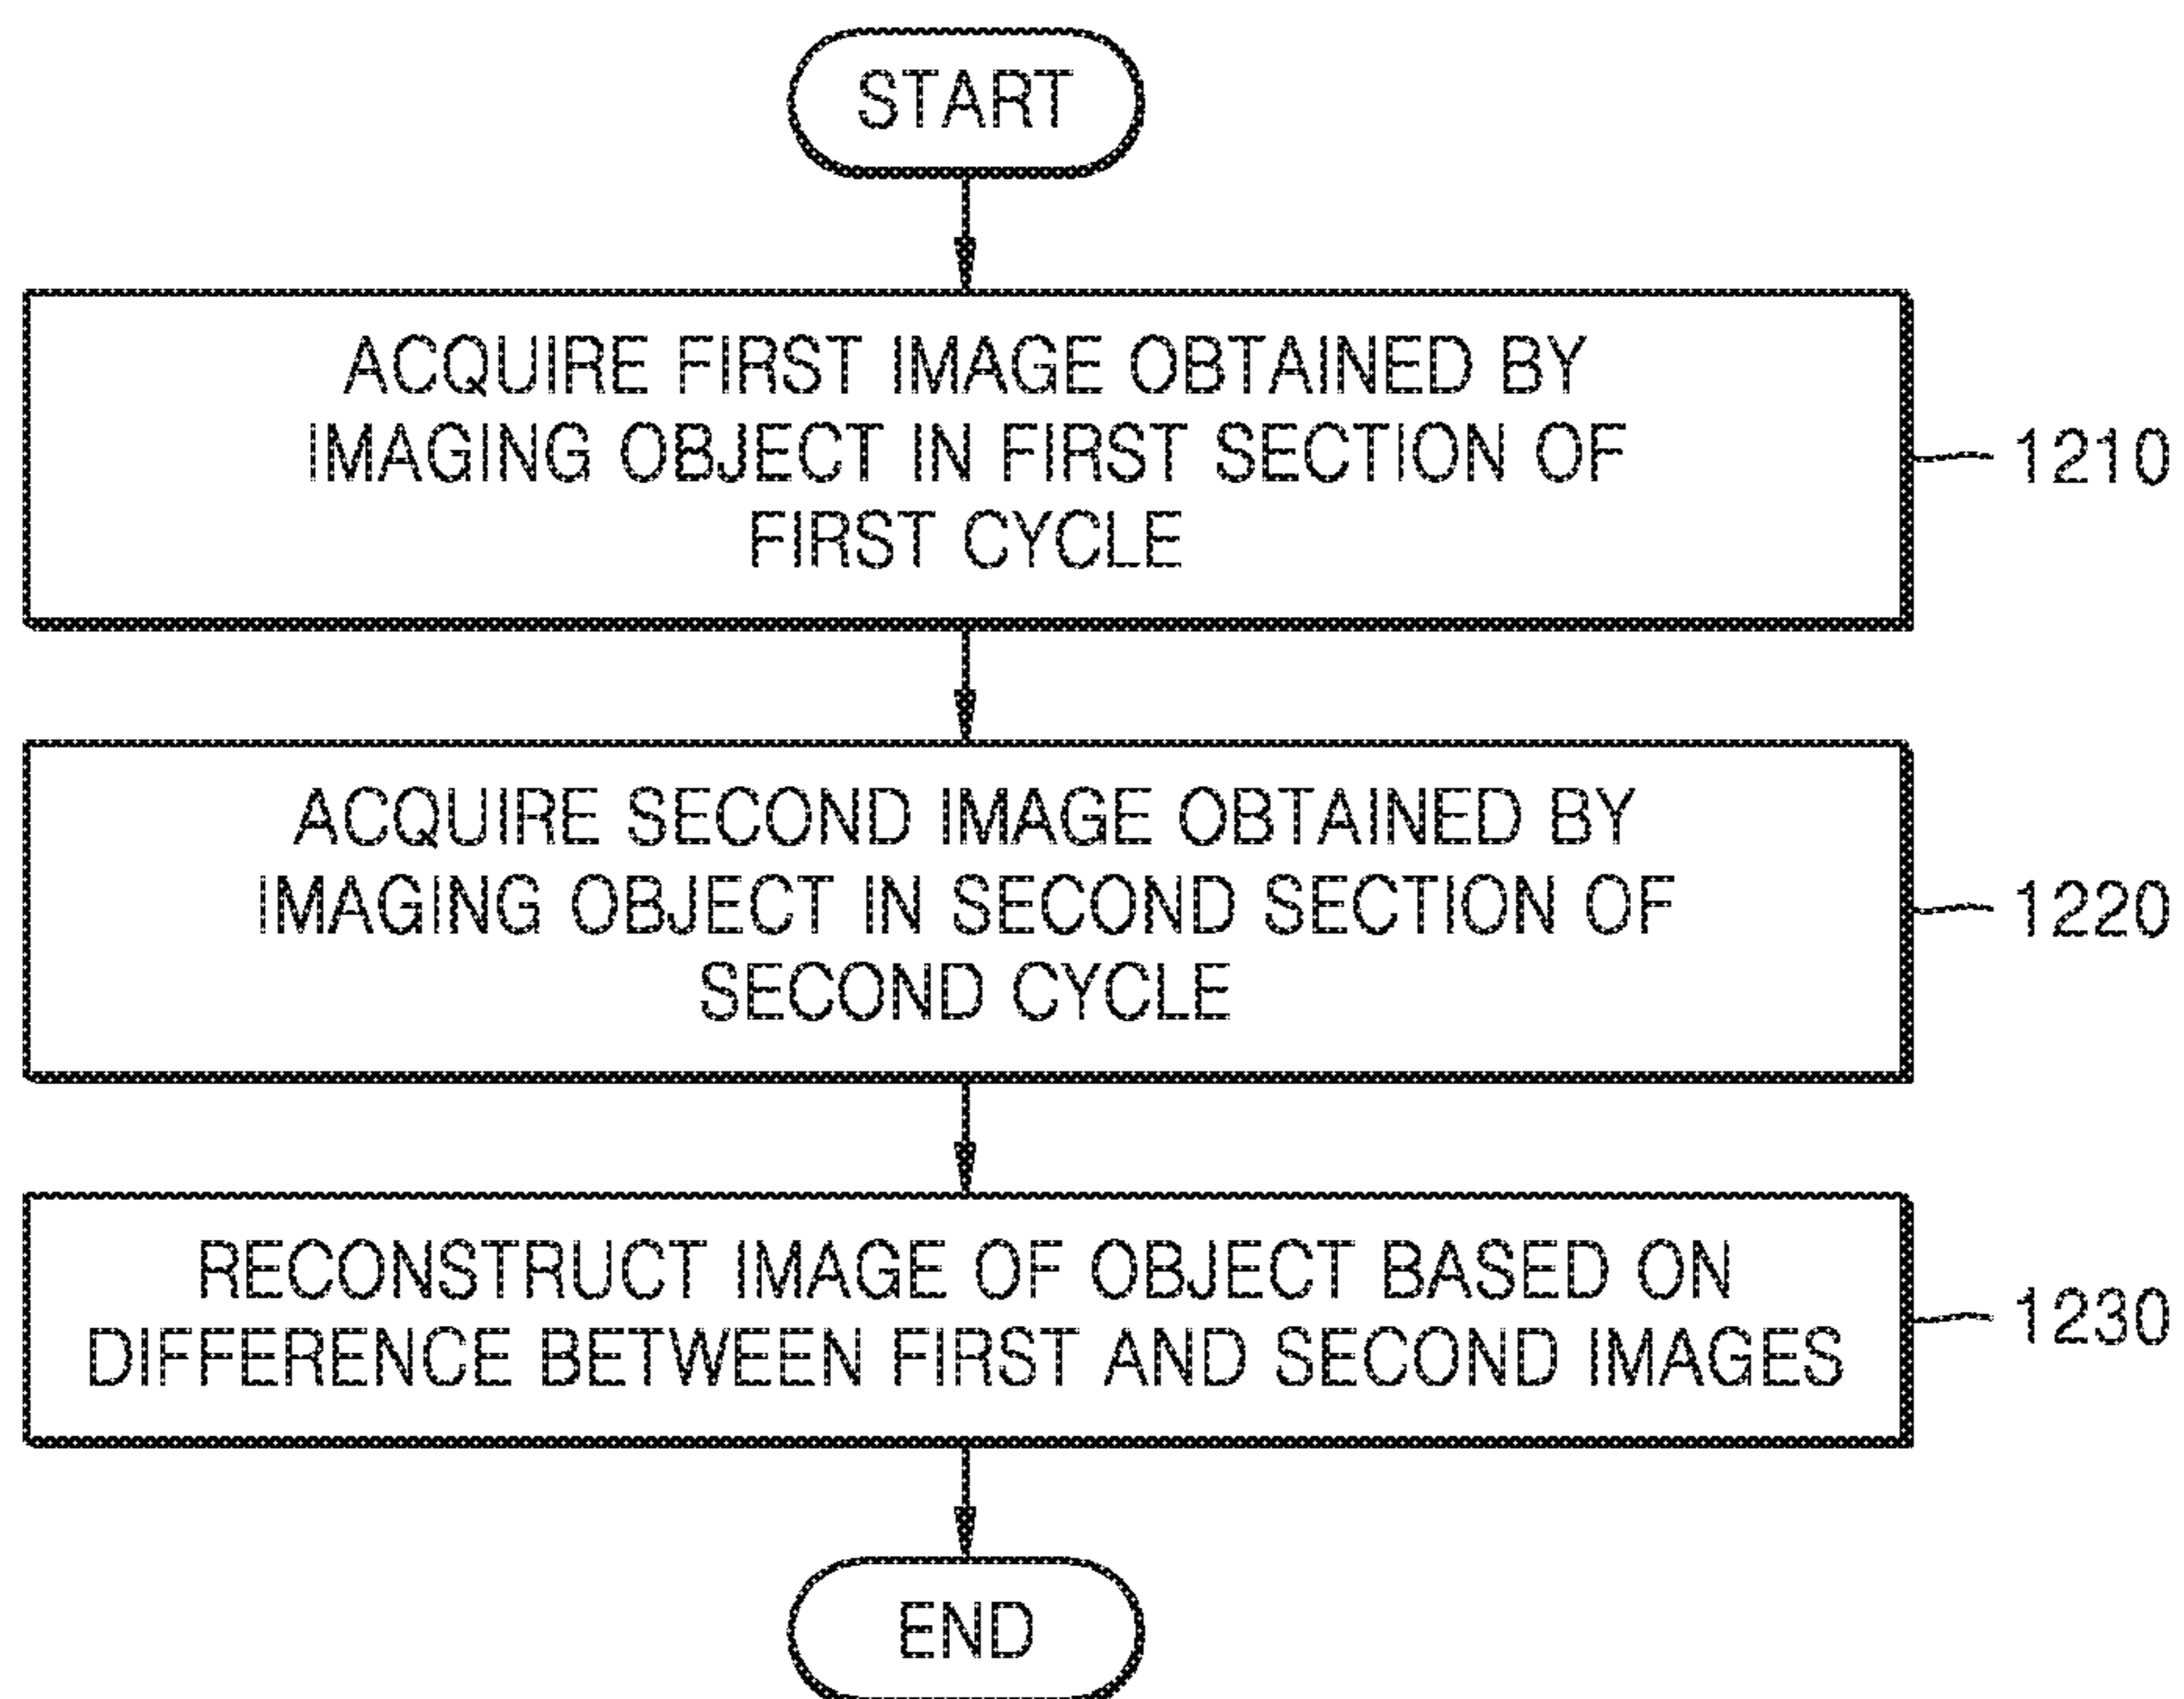 START
ACQUIRE FIRST IMAGE OBTAINED BY
IMAGING OBJECT IN FIRST SECTION OF
FIRST CYCLE
1210
ACQUIRE SECOND IMAGE OBTAINED BY
IMAGING OBJECT IN SECOND SECTION OF
SECOND CYCLE
1220
RECONSTRUCT IMAGE OF OBJECT BASED ON
DIFFERENCE BETWEEN FIRST AND SECOND IMAGES
1230
END